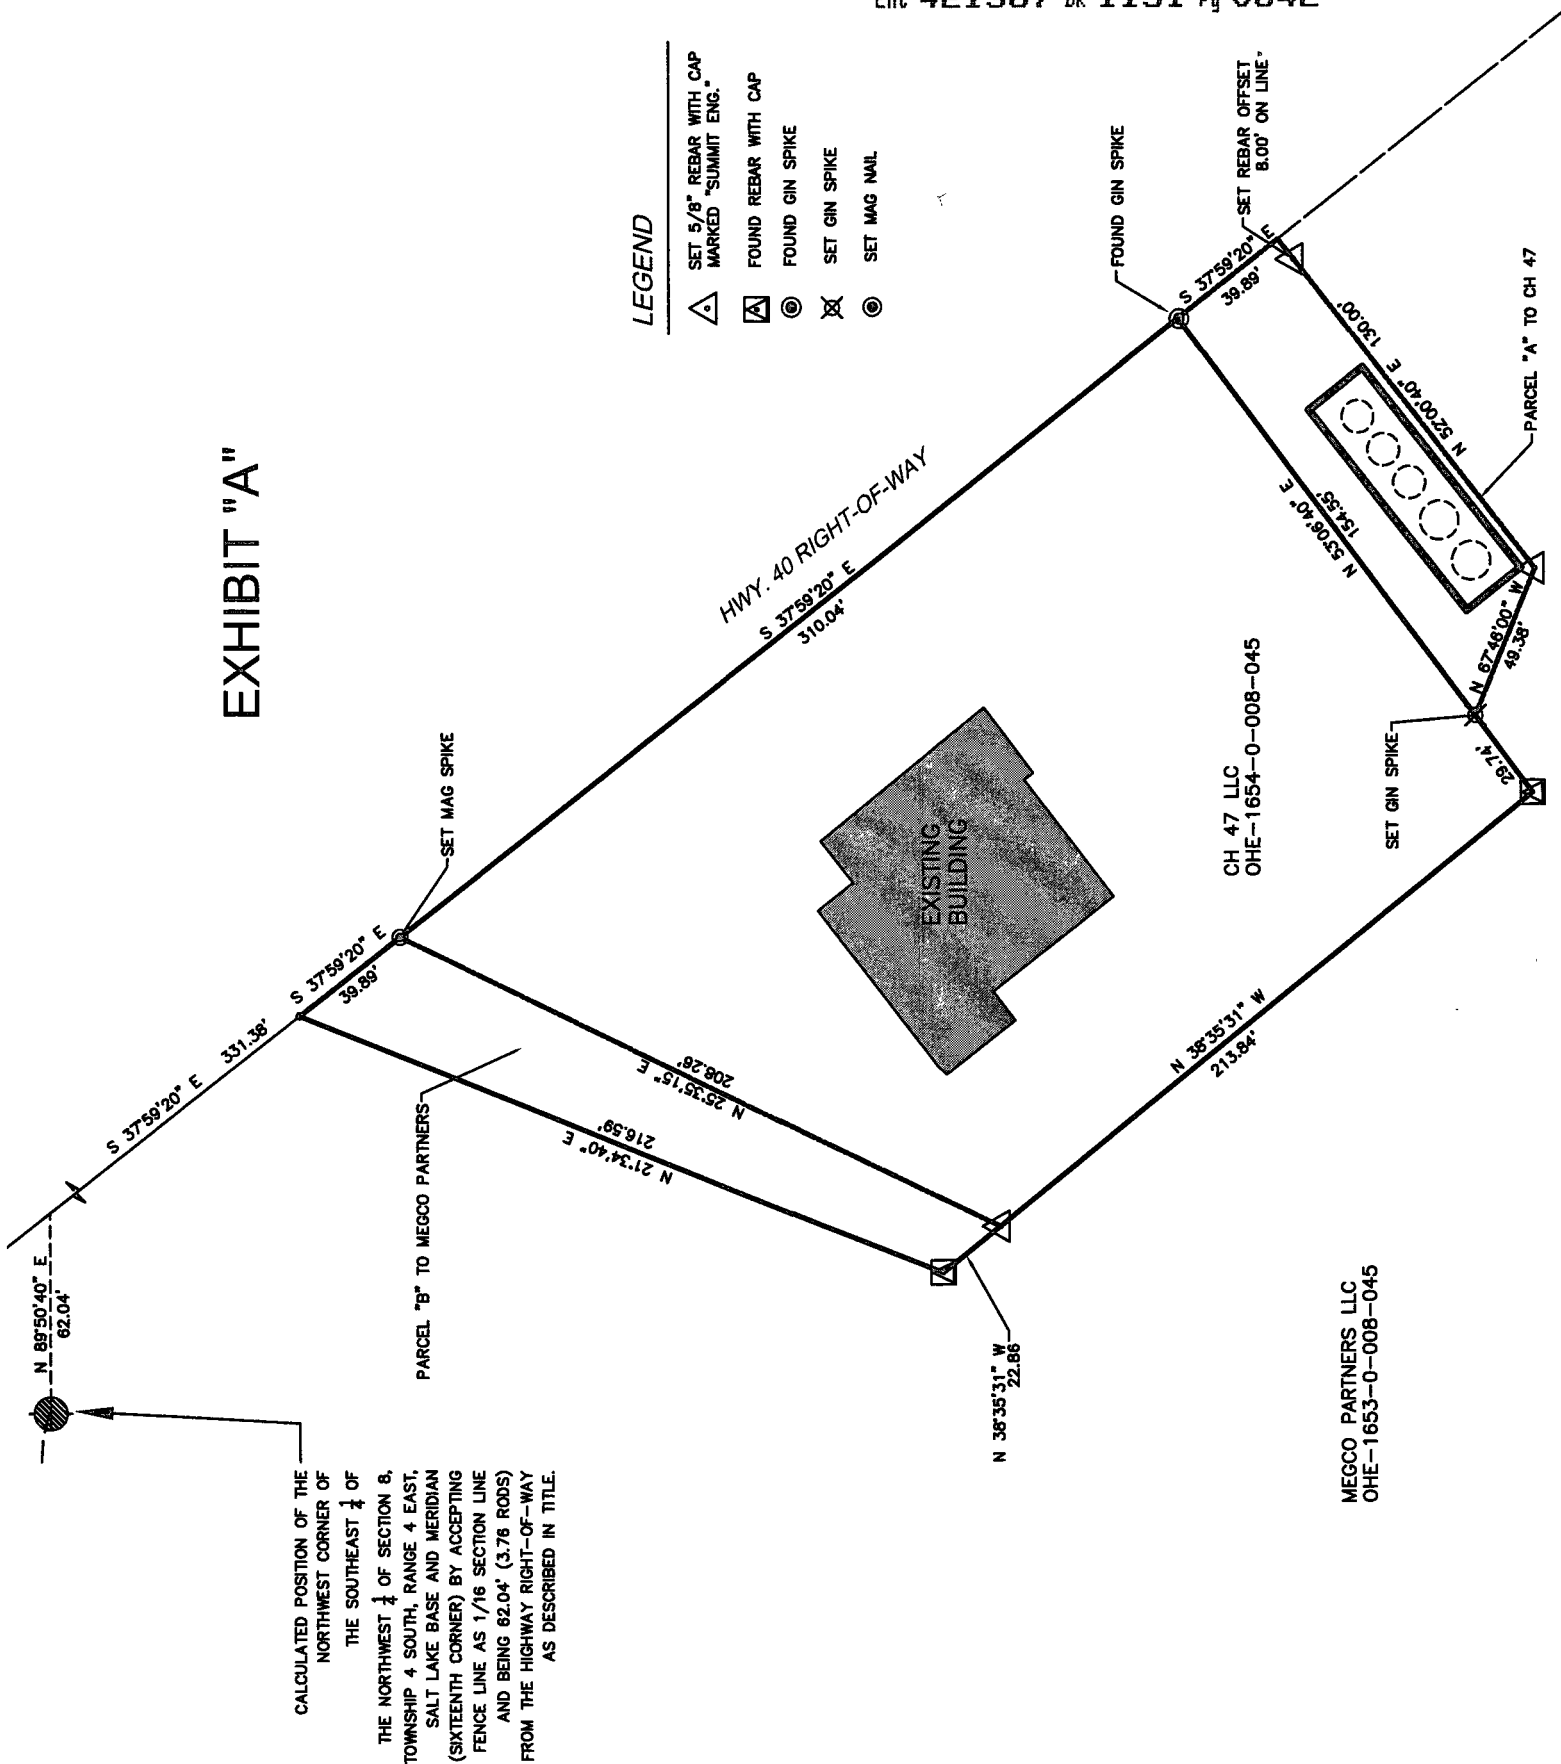 421567 BK 1151 Pg 0842
EXHIBIT "A"
LEGEND
SET 5/8" REBAR WITH CAP
MARKED "SUMMIT ENG."
FOUND REBAR WITH CAP
FOUND GIN SPIKE
SET GIN SPIKE
SET MAG NAIL
CALCULATED POSITION OF THE
NORTHWEST CORNER OF
THE SOUTHEAST 1/4 OF
THE NORTHWEST 1/4 OF SECTION 8,
TOWNSHIP 4 SOUTH, RANGE 4 EAST,
SALT LAKE BASE AND MERIDIAN
(SIXTEENTH CORNER) BY ACCEPTING
FENCE LINE AS 1/16 SECTION LINE
AND BEING 62.04' (3.76 RODS)
FROM THE HIGHWAY RIGHT-OF-WAY
AS DESCRIBED IN TITLE.
N 89°50'40" E
62.04'
S 37°59'20" E 331.38'
S 37°59'20" E
39.89'
SET MAG SPIKE
PARCEL "B" TO MEGCO PARTNERS
N 21°34'40" E
216.59'
N 25°35'15" E
208.26'
HWY. 40 RIGHT-OF-WAY
S 37°59'20" E
310.04'
FOUND GIN SPIKE
S 37°59'20" E
39.89'
SET REBAR OFFSET
8.00' ON LINE"
EXISTING
BUILDING
N 53°06'40" E
154.55'
N 52°00'40" E 130.00'
PARCEL "A" TO CH 47
N 38°35'31" W
22.86
N 38°35'31" W
213.84'
CH 47 LLC
OHE-1654-0-008-045
SET GIN SPIKE
N 67°46'00" W
49.38'
29.74'
MEGCO PARTNERS LLC
OHE-1653-0-008-045